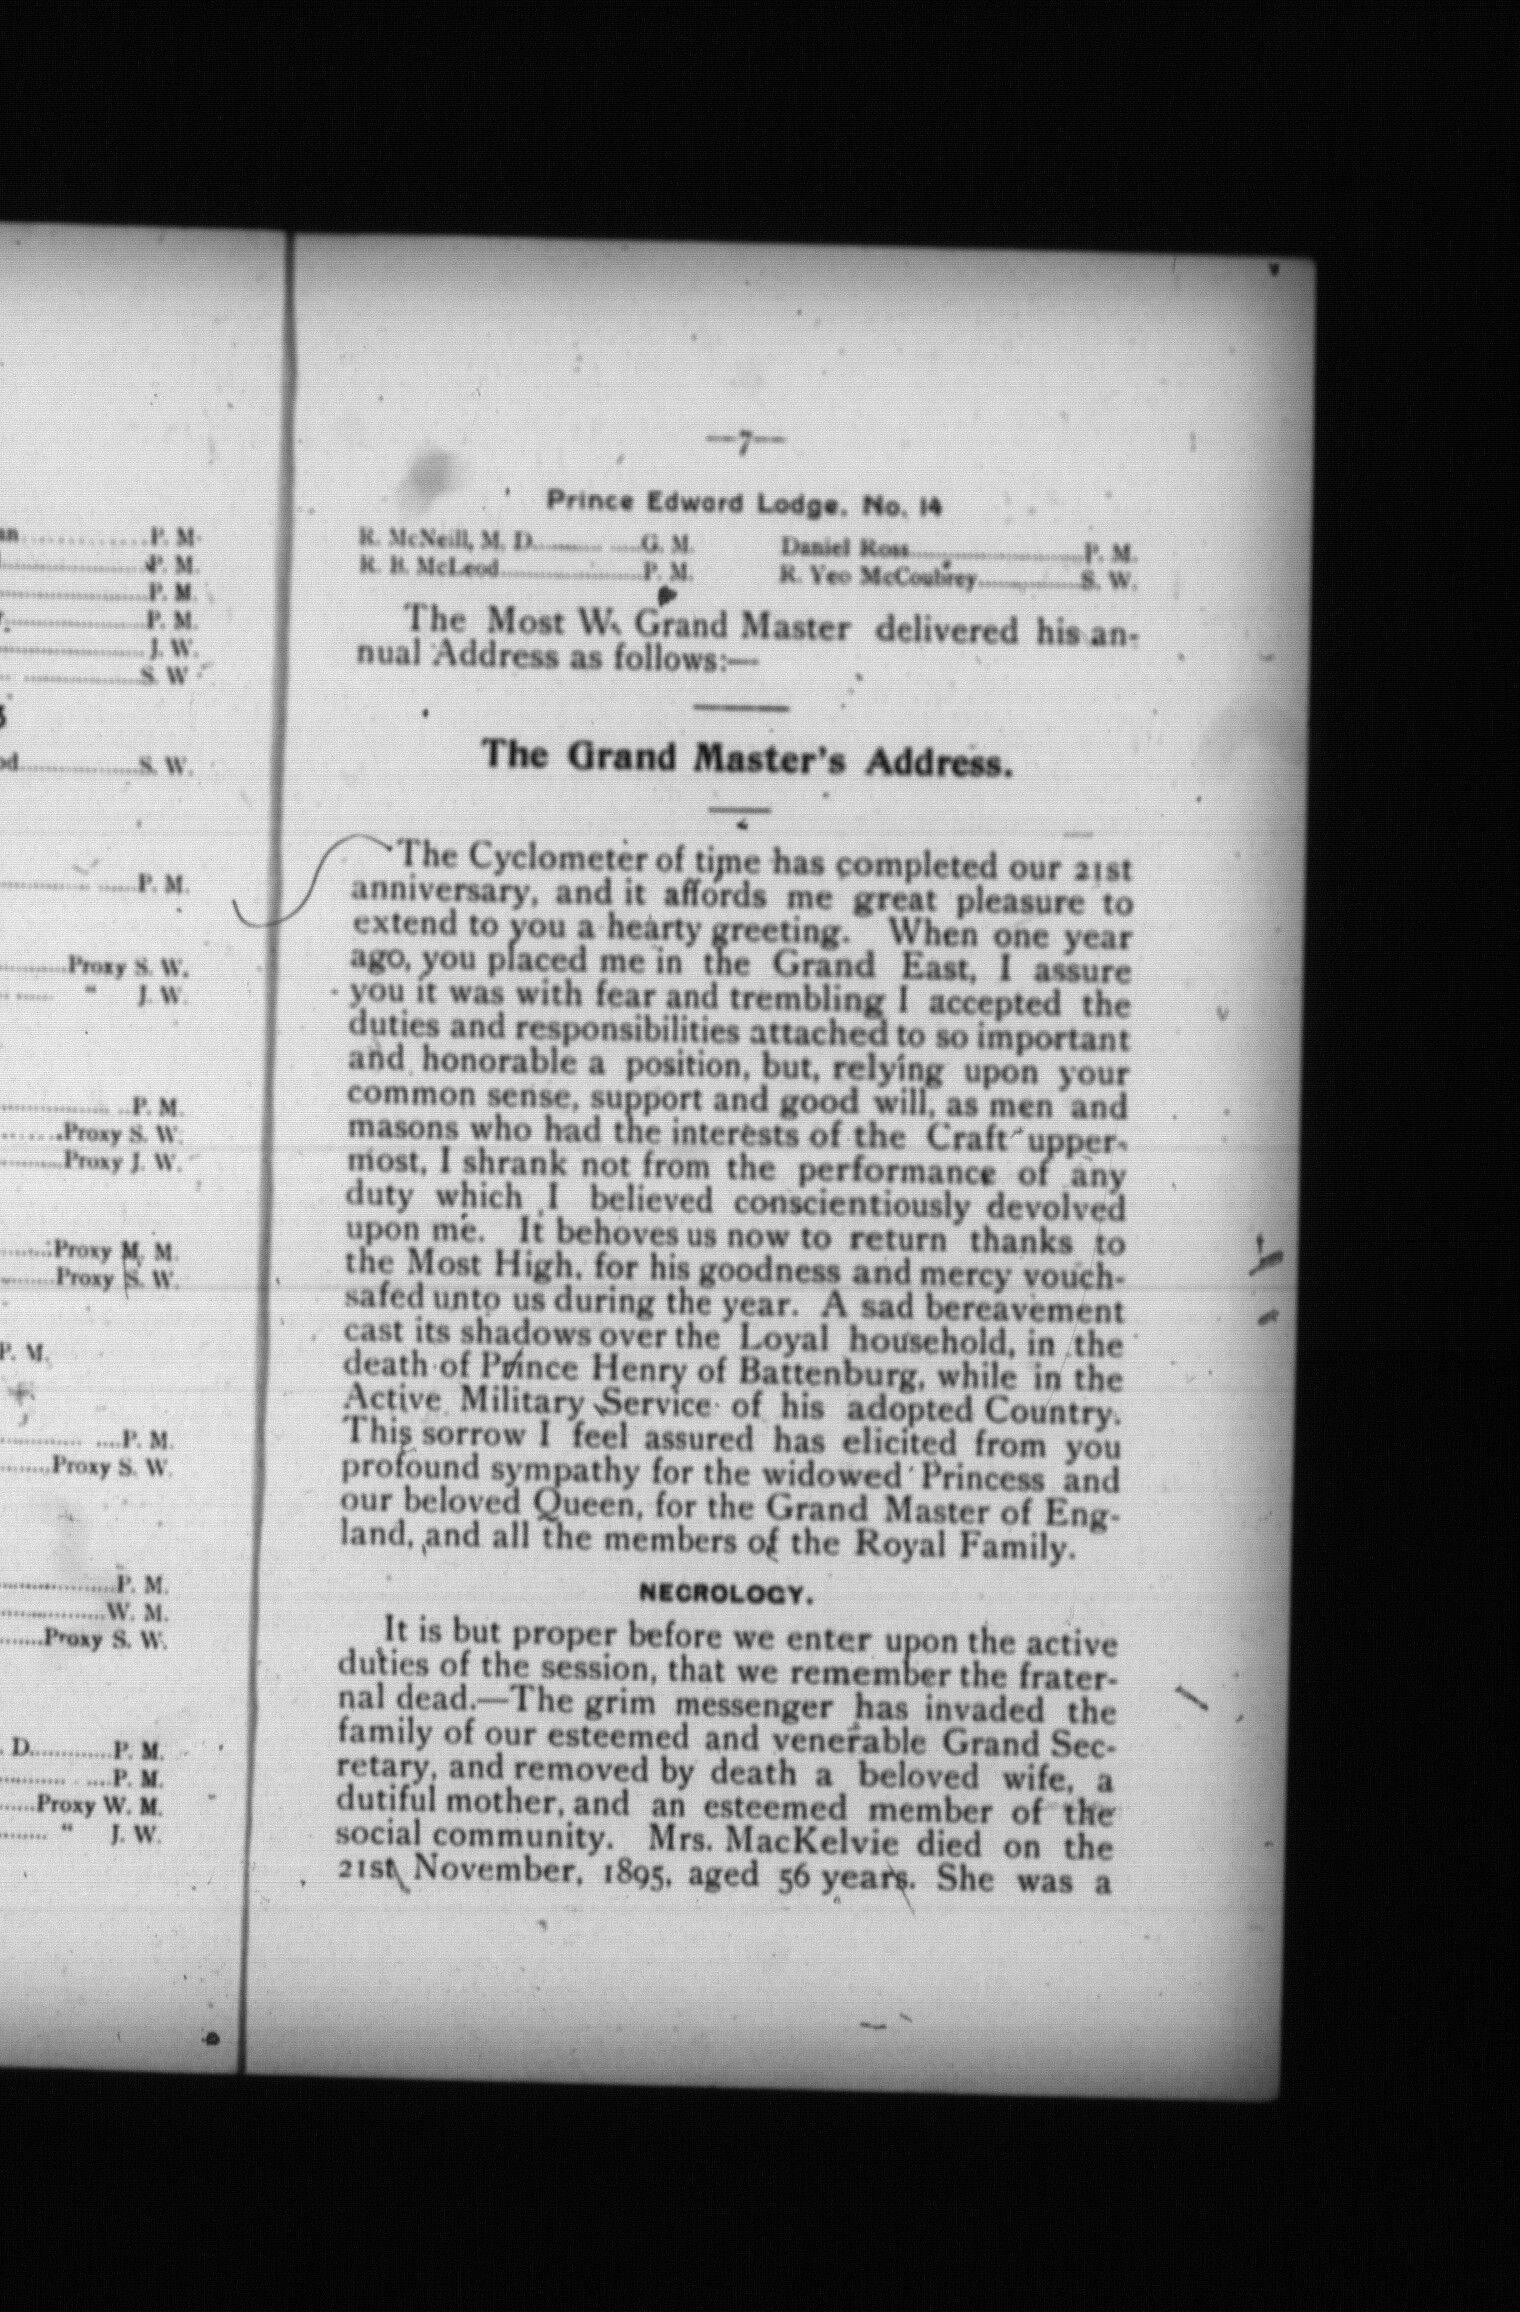 un.............P. M.
......................P. M.
......................P. M.
r......................P. M.
......................J. W.
......................S. W
od......................S. W.
......................P. M.
............Proxy S. W.
........ “ J. W.
......................P. M.
........Proxy S. W.
............Proxy J. W.
........Proxy M. M.
............Proxy S. W.
P. M.
......................P. M.
........Proxy S. W.
......................P. M.
......................W. M.
........Proxy S. W.
. D.............P. M.
......................P. M.
......Proxy W. M.
......... “ J. W.
—7—
Prince Edward Lodge, No. 14
R. McNeill, M. D.................G. M. Daniel Ross..............................P. M.
R. B. McLeod........................P. M. R. Yeo McCoubrey..................S. W.
The Most W. Grand Master delivered his an-
nual Address as follows:—
The Grand Master's Address.
The Cyclometer of time has completed our 21st
anniversary, and it affords me great pleasure to
extend to you a hearty greeting. When one year
ago, you placed me in the Grand East, I assure
you it was with fear and trembling I accepted the
duties and responsibilities attached to so important
and honorable a position, but, relying upon your
common sense, support and good will, as men and
masons who had the interests of the Craft upper-
most, I shrank not from the performance of any
duty which I believed conscientiously devolved
upon me. It behoves us now to return thanks to
the Most High, for his goodness and mercy vouch-
safed unto us during the year. A sad bereavement
cast its shadows over the Loyal household, in the
death of Prince Henry of Battenburg, while in the
Active Military Service of his adopted Country.
This sorrow I feel assured has elicited from you
profound sympathy for the widowed Princess and
our beloved Queen, for the Grand Master of Eng-
land, and all the members of the Royal Family.
NECROLOGY.
It is but proper before we enter upon the active
duties of the session, that we remember the frater-
nal dead.—The grim messenger has invaded the
family of our esteemed and venerable Grand Sec-
retary, and removed by death a beloved wife, a
dutiful mother, and an esteemed member of the
social community. Mrs. MacKelvie died on the
21st November, 1895, aged 56 years. She was a